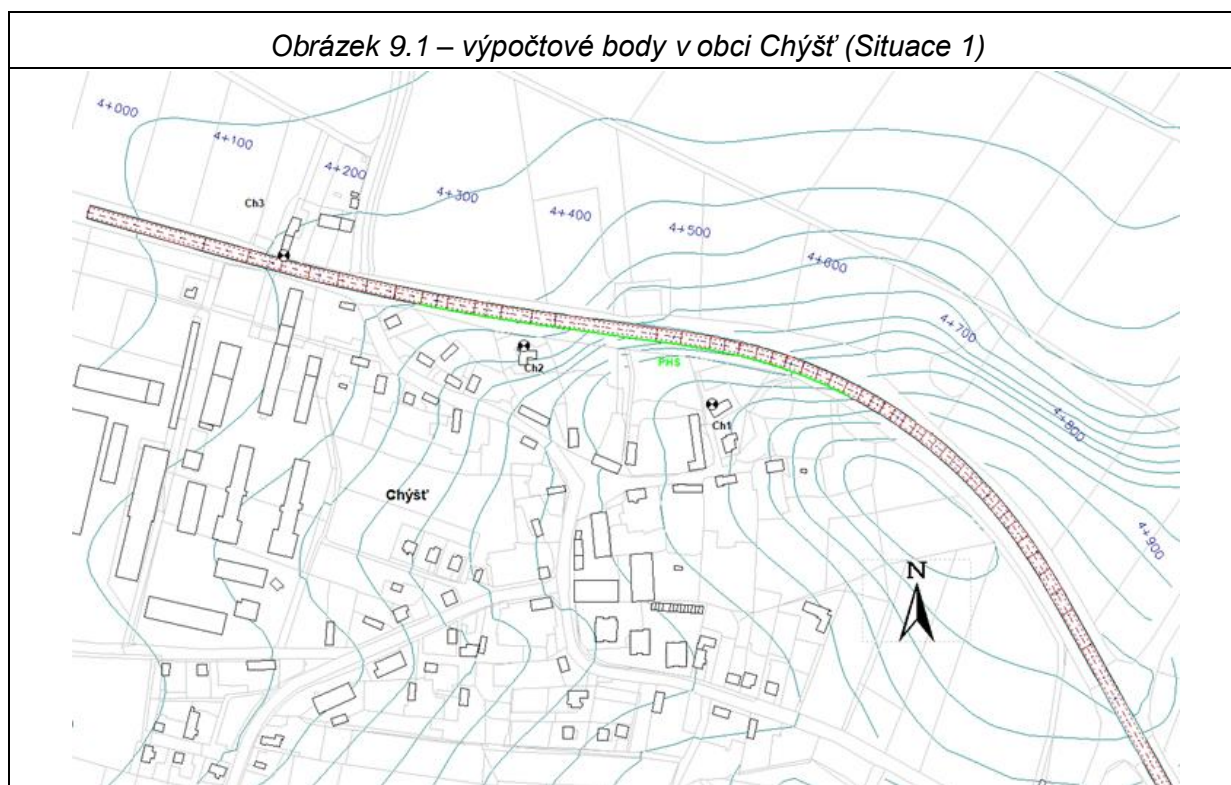 Obrázek 9.1 – výpočtové body v obci Chýšť (Situace 1)
4+000
4+100
4+200
4+300
Ch3
4+400
4+500
4+600
4+700
PHS
Ch2
Ch1
4+800
Chýšť
4+900
N